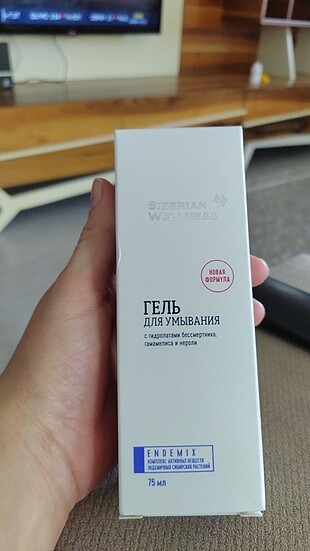 SIBERIAN
WELLNESS
НОВАЯ
ФОРМУЛА
ГЕЛЬ
ДЛЯ УМЫВАНИЯ
с гидролатами бессмертника,
гамамелиса и нероли
ENDEMIX
КОМПЛЕКС АКТИВНЫХ ВЕЩЕСТВ
ЭНДЕМИЧНЫХ СИБИРСКИХ РАСТЕНИЙ
75 мл